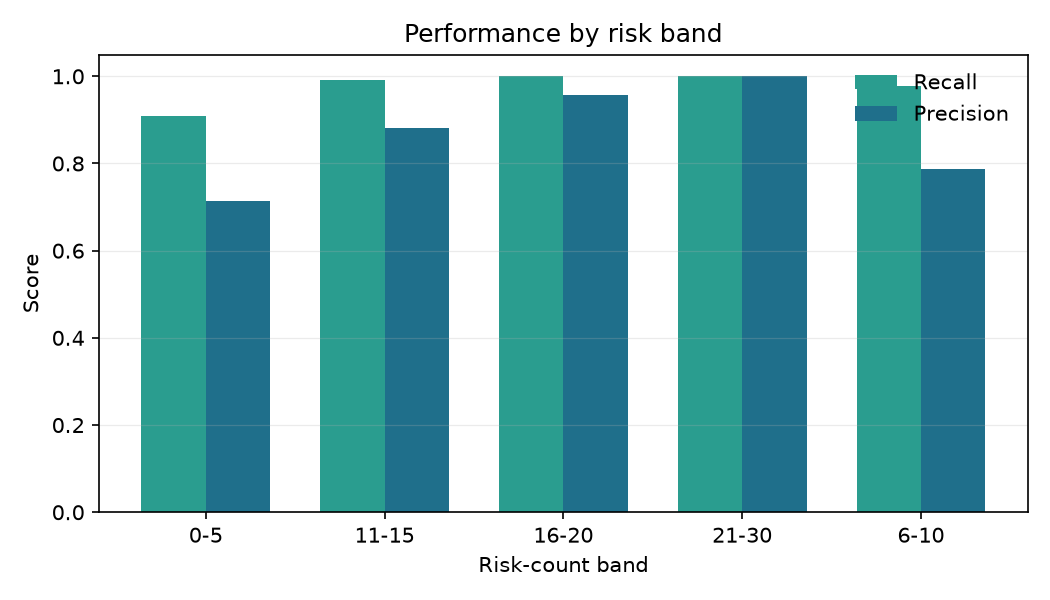 Performance by risk band
Recall
Precision
Score
1.0
0.8
0.6
0.4
0.2
0.0
0-5 11-15 16-20 21-30 6-10
Risk-count band